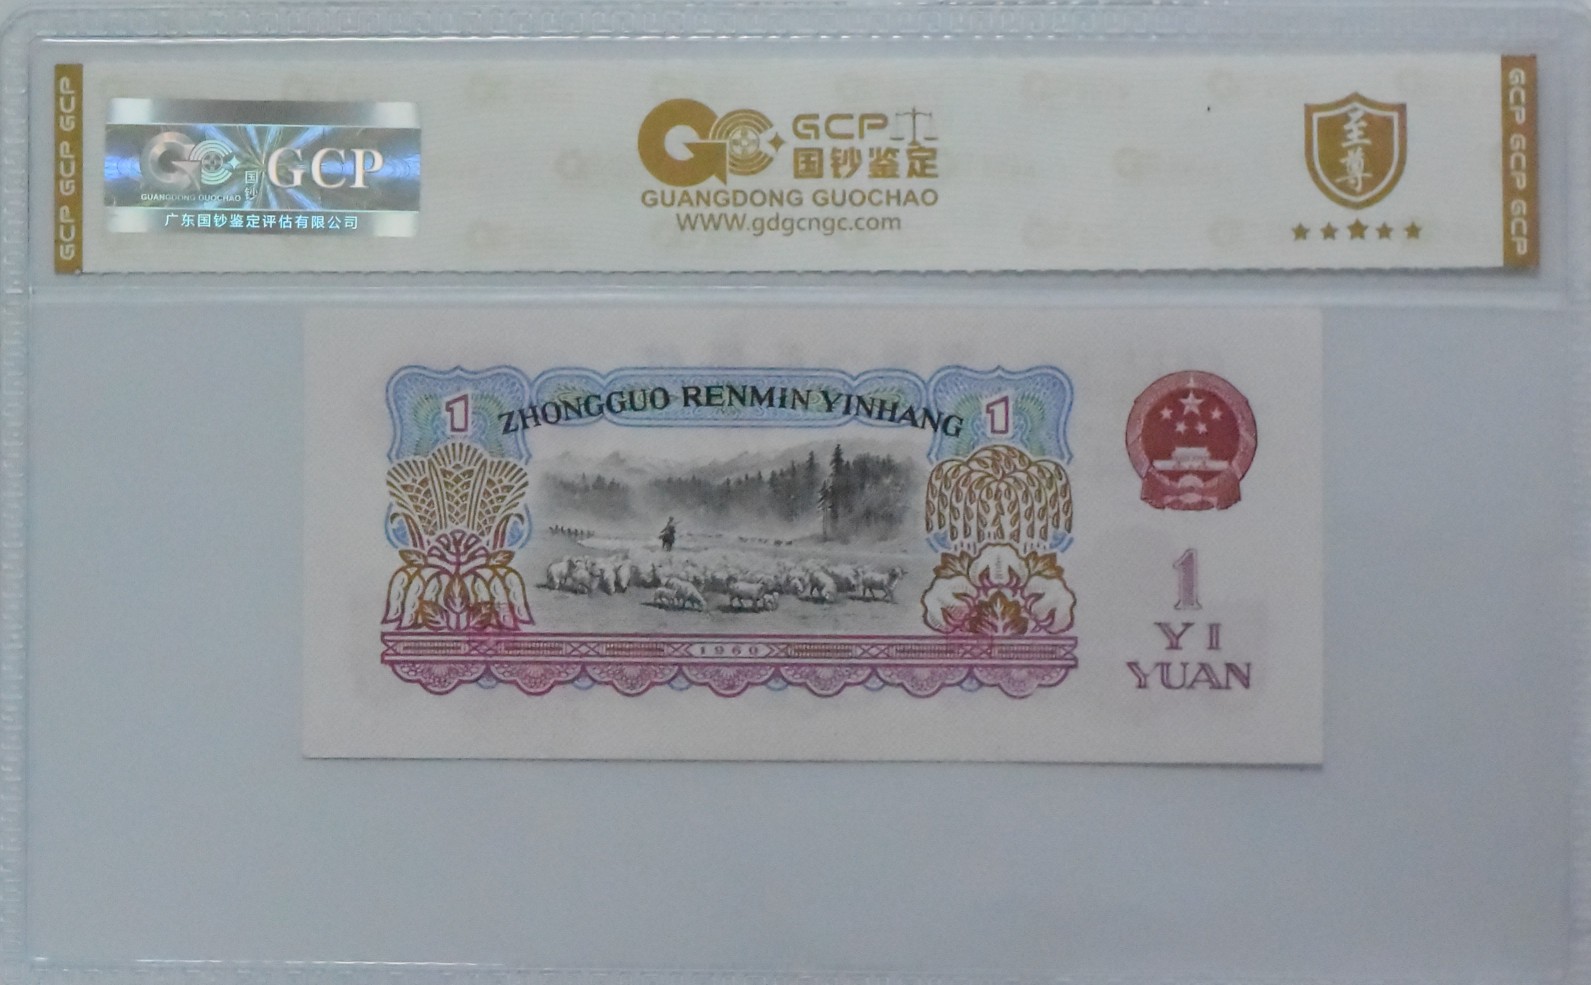 GCP GCP GCP
GC GCP
国钞
GUANGDONG GUOCHAO
广东国钞鉴定评估有限公司
GC GCP
国钞鉴定
GUANGDONG GUOCHAO
WWW.gdgcngc.com
至尊
GCP GCP GCP
ZHONGGUO RENMIN YINHANG
1
1
1960
1
YI
YUAN